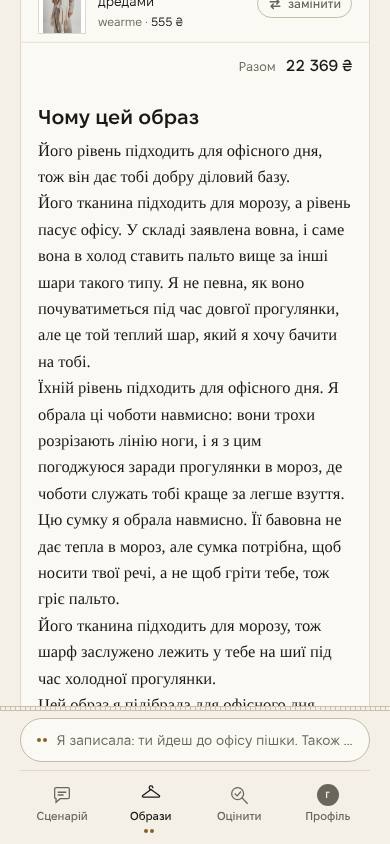 дредами
wearme · 555 ₴
замінити
Разом 22 369 ₴
Чому цей образ
Його рівень підходить для офісного дня,
тож він дає тобі добру ділову базу.
Його тканина підходить для морозу, а рівень
пасує офісу. У складі заявлена вовна, і саме
вона в холод ставить пальто вище за інші
шари такого типу. Я не певна, як воно
почуватиметься під час довгої прогулянки,
але це той теплий шар, який я хочу бачити
на тобі.
Їхній рівень підходить для офісного дня. Я
обрала ці чоботи навмисно: вони трохи
розрізають лінію ноги, і я з цим
погоджуюся заради прогулянки в мороз, де
чоботи служать тобі краще за легше взуття.
Цю сумку я обрала навмисно. Її бавовна не
дає тепла в мороз, але сумка потрібна, щоб
носити твої речі, а не щоб гріти тебе, тож
гріє пальто.
Його тканина підходить для морозу, тож
шарф заслужено лежить у тебе на шиї під
час холодної прогулянки.
Цей образ я підібрала для офісного дня
Я записала: ти йдеш до офісу пішки. Також ...
Сценарій
Образи
Оцінити
г
Профіль